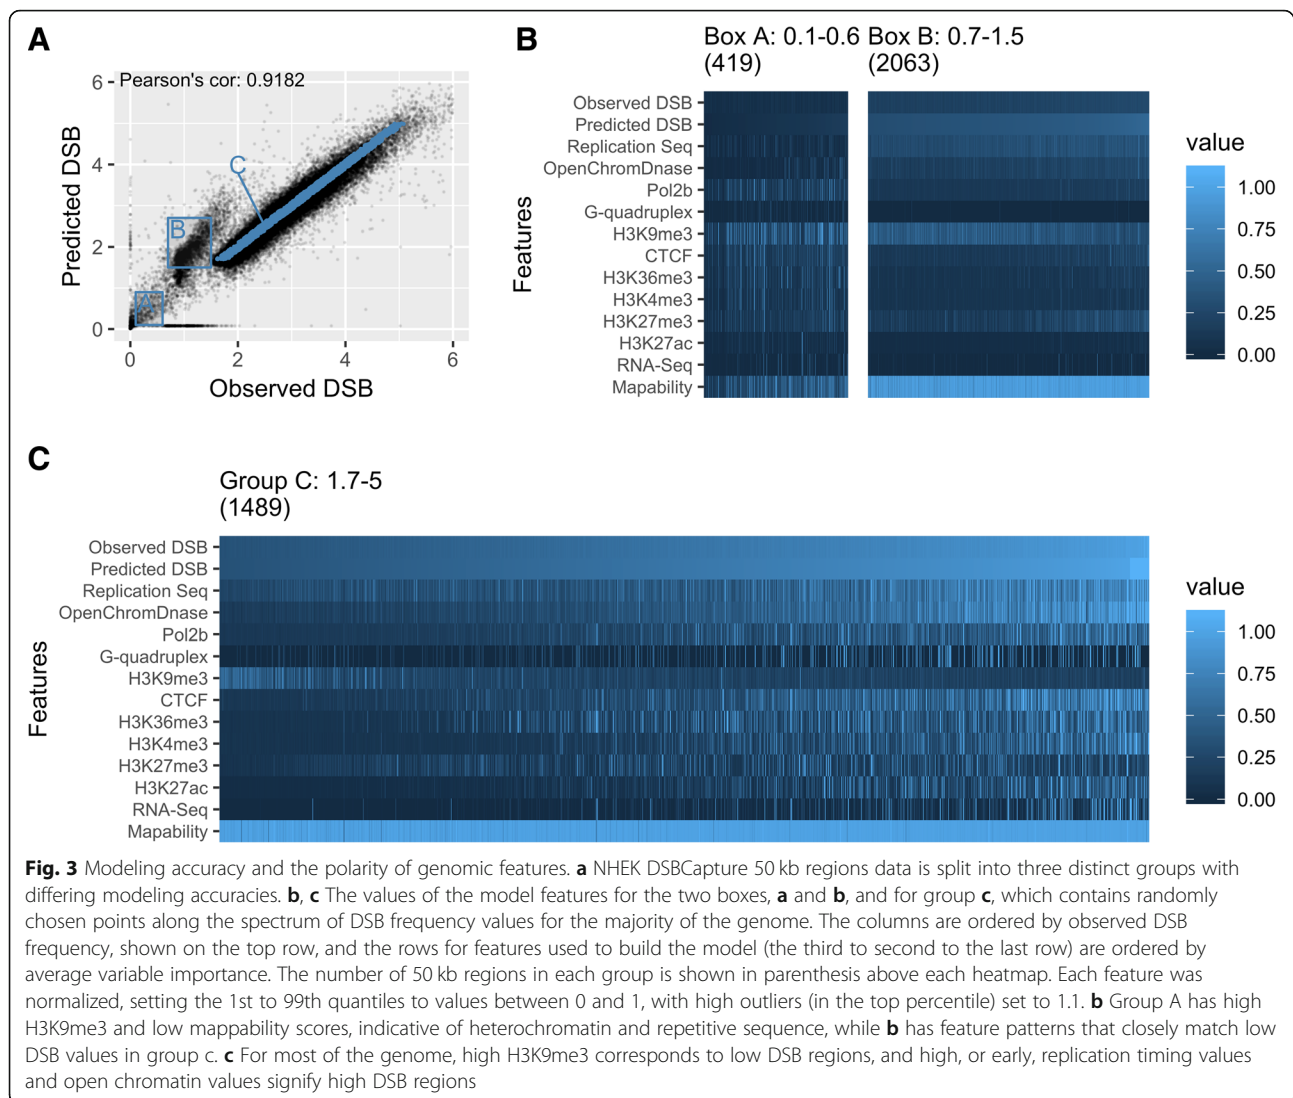 A
Pearson's cor: 0.9182
6
4
2
0
Predicted DSB
C
B
A
0 2 4 6
Observed DSB
B
Box A: 0.1-0.6 Box B: 0.7-1.5
(419) (2063)
Features
Observed DSB
Predicted DSB
Replication Seq
OpenChromDnase
Pol2b
G-quadruplex
H3K9me3
CTCF
H3K36me3
H3K4me3
H3K27me3
H3K27ac
RNA-Seq
Mapability
value
1.00
0.75
0.50
0.25
0.00
C
Group C: 1.7-5
(1489)
Features
Observed DSB
Predicted DSB
Replication Seq
OpenChromDnase
Pol2b
G-quadruplex
H3K9me3
CTCF
H3K36me3
H3K4me3
H3K27me3
H3K27ac
RNA-Seq
Mapability
value
1.00
0.75
0.50
0.25
0.00
Fig. 3 Modeling accuracy and the polarity of genomic features. a NHEK DSBCapture 50 kb regions data is split into three distinct groups with
differing modeling accuracies. b, c The values of the model features for the two boxes, a and b, and for group c, which contains randomly
chosen points along the spectrum of DSB frequency values for the majority of the genome. The columns are ordered by observed DSB
frequency, shown on the top row, and the rows for features used to build the model (the third to second to the last row) are ordered by
average variable importance. The number of 50 kb regions in each group is shown in parenthesis above each heatmap. Each feature was
normalized, setting the 1st to 99th quantiles to values between 0 and 1, with high outliers (in the top percentile) set to 1.1. b Group A has high
H3K9me3 and low mappability scores, indicative of heterochromatin and repetitive sequence, while b has feature patterns that closely match low
DSB values in group c. c For most of the genome, high H3K9me3 corresponds to low DSB regions, and high, or early, replication timing values
and open chromatin values signify high DSB regions